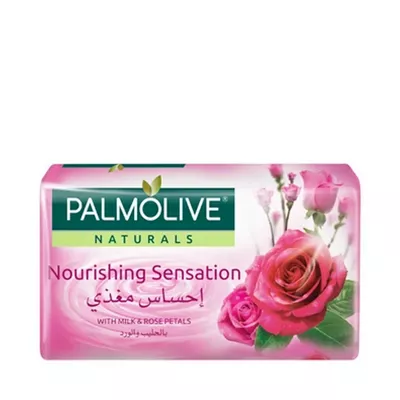 PALMOLIVE
NATURALS
Nourishing Sensation
إحساس مغذي
WITH MILK & ROSE PETALS
بالحليب والورد